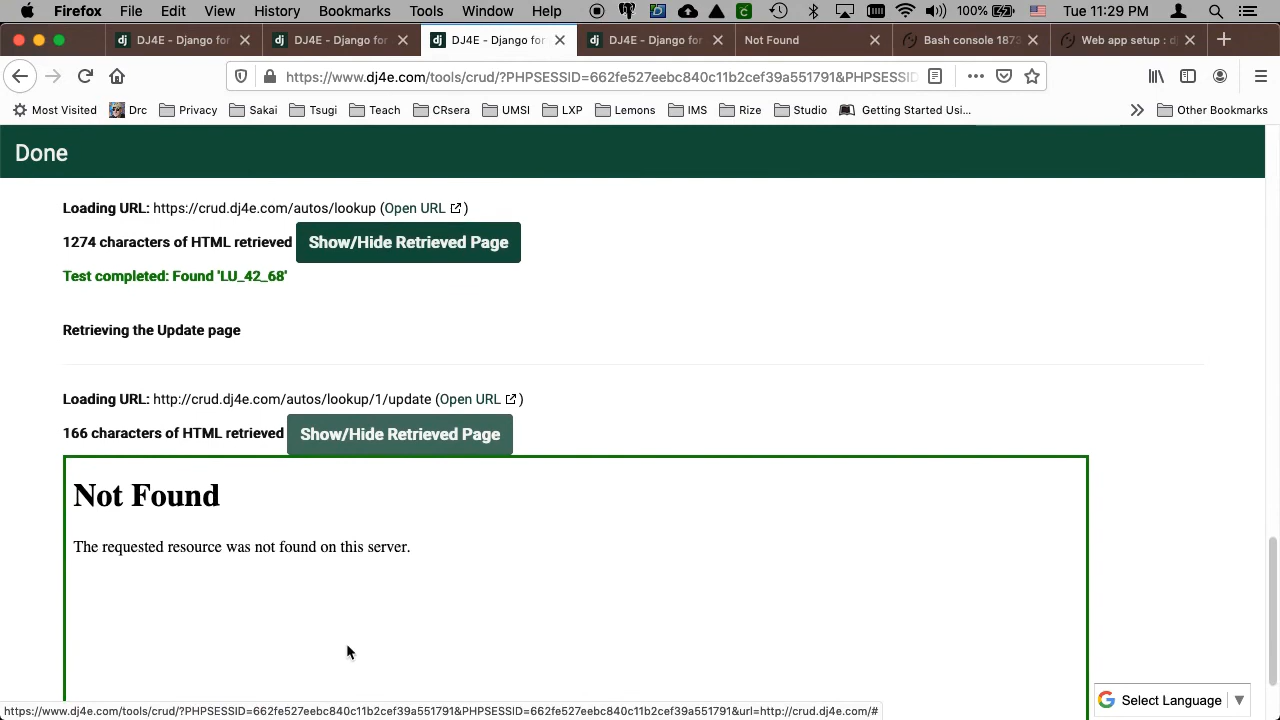 Firefox File Edit View History Bookmarks Tools Window Help 100% Tue 11:29 PM
dj DJ4E - Django for dj DJ4E - Django for dj DJ4E - Django for dj DJ4E - Django for Not Found Bash console 1873 Web app setup : dj
https://www.dj4e.com/tools/crud/?PHPSESSID=662fe527eebc840c11b2cef39a551791&PHPSESSID
Most Visited Drc Privacy Sakai Tsugi Teach CRsera UMSI LXP Lemons IMS Rize Studio Getting Started Usi... Other Bookmarks
Done
Loading URL: https://crud.dj4e.com/autos/lookup (Open URL )
1274 characters of HTML retrieved Show/Hide Retrieved Page
Test completed: Found 'LU_42_68'
Retrieving the Update page
Loading URL: http://crud.dj4e.com/autos/lookup/1/update (Open URL )
166 characters of HTML retrieved Show/Hide Retrieved Page
Not Found
The requested resource was not found on this server.
G Select Language
https://www.dj4e.com/tools/crud/?PHPSESSID=662fe527eebc840c11b2cef39a551791&PHPSESSID=662fe527eebc840c11b2cef39a551791&url=http://crud.dj4e.com/#